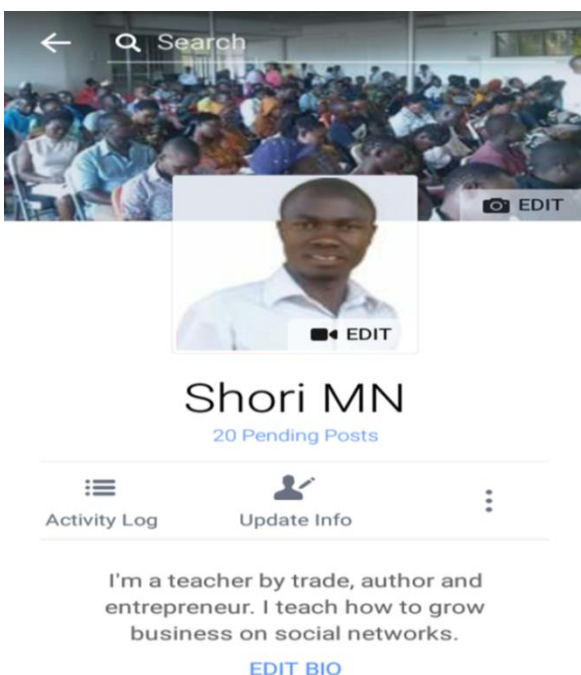 Search
EDIT
EDIT
Shori MN
20 Pending Posts
Activity Log
Update Info
I'm a teacher by trade, author and
entrepreneur. I teach how to grow
business on social networks.
EDIT BIO